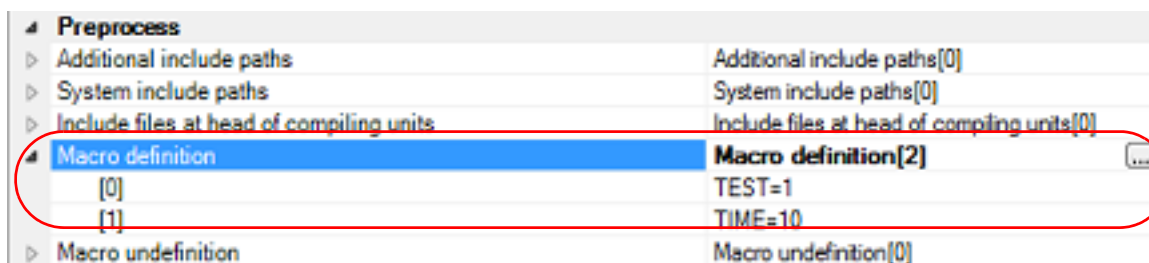 Preprocess
Additional include paths Additional include paths[0]
System include paths System include paths[0]
Include files at head of compiling units Include files at head of compiling units[0]
Macro definition Macro definition[2] ...
[0] TEST=1
[1] TIME=10
Macro undefinition Macro undefinition[0]